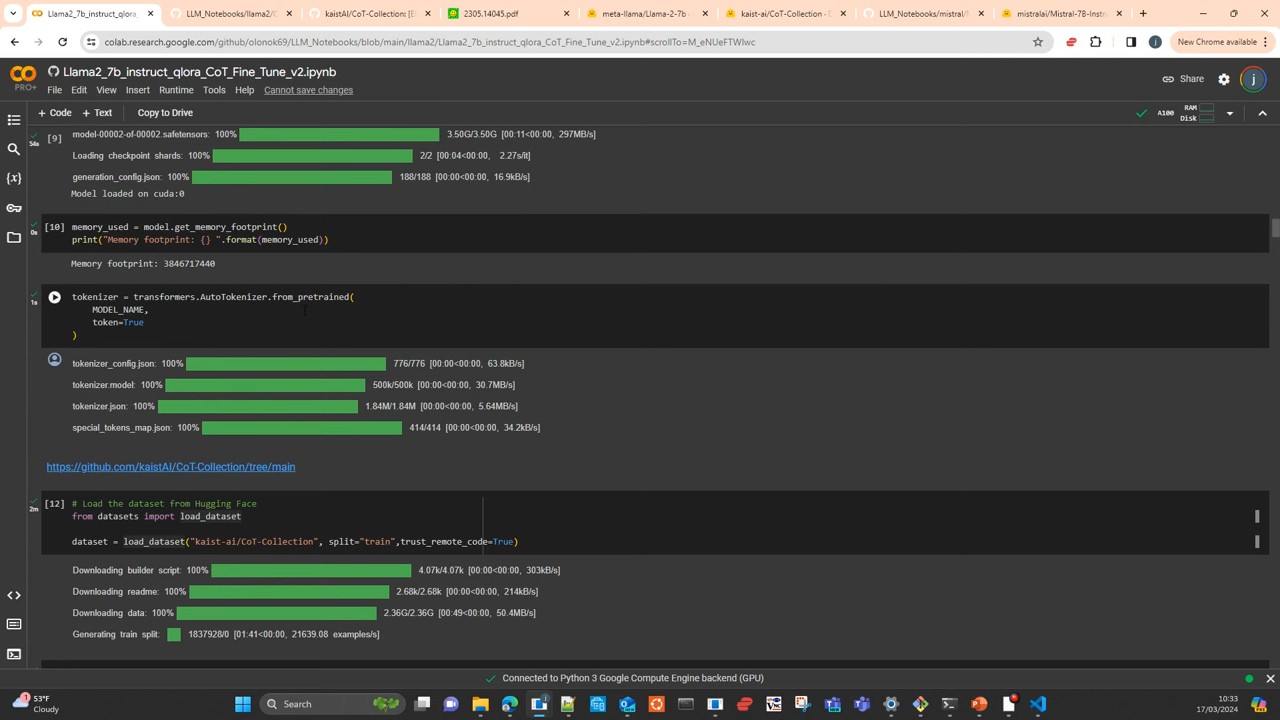 Llama2_7b_instruct_qlora_CoT
LLM_Notebooks/llama2/
kaistAI/CoT-Collection: [E
2305.14045.pdf
meta-llama/Llama-2-7b
kaist-ai/CoT-Collection
LLM_Notebooks/mistral/
mistralai/Mistral-7B-Instr
colab.research.google.com/github/olonok69/LLM_Notebooks/blob/main/llama2/Llama2_7b_instruct_qlora_CoT_Fine_Tune_v2.ipynb#scrollTo=M_eNUeFTWIwc
New Chrome available
PRO+
Llama2_7b_instruct_qlora_CoT_Fine_Tune_v2.ipynb
File Edit View Insert Runtime Tools Help Cannot save changes
Share
j
+ Code + Text Copy to Drive
A100
RAM
Disk
[9]
54s
model-00002-of-00002.safetensors: 100% 3.50G/3.50G [00:11<00:00, 297MB/s]
Loading checkpoint shards: 100% 2/2 [00:04<00:00, 2.27s/it]
generation_config.json: 100% 188/188 [00:00<00:00, 16.9kB/s]
Model loaded on cuda:0
[10] memory_used = model.get_memory_footprint()
0s
print("Memory footprint: {} ".format(memory_used))
Memory footprint: 3846717440
1s
tokenizer = transformers.AutoTokenizer.from_pretrained(
MODEL_NAME,
token=True
)
tokenizer_config.json: 100% 776/776 [00:00<00:00, 63.8kB/s]
tokenizer.model: 100% 500k/500k [00:00<00:00, 30.7MB/s]
tokenizer.json: 100% 1.84M/1.84M [00:00<00:00, 5.64MB/s]
special_tokens_map.json: 100% 414/414 [00:00<00:00, 34.2kB/s]
https://github.com/kaistAI/CoT-Collection/tree/main
[12] # Load the dataset from Hugging Face
2m
from datasets import load_dataset
dataset = load_dataset("kaist-ai/CoT-Collection", split="train",trust_remote_code=True)
Downloading builder script: 100% 4.07k/4.07k [00:00<00:00, 303kB/s]
Downloading readme: 100% 2.68k/2.68k [00:00<00:00, 214kB/s]
Downloading data: 100% 2.36G/2.36G [00:49<00:00, 50.4MB/s]
Generating train split: 1837928/0 [01:41<00:00, 21639.08 examples/s]
Connected to Python 3 Google Compute Engine backend (GPU)
53°F
Cloudy
Search
10:33
17/03/2024